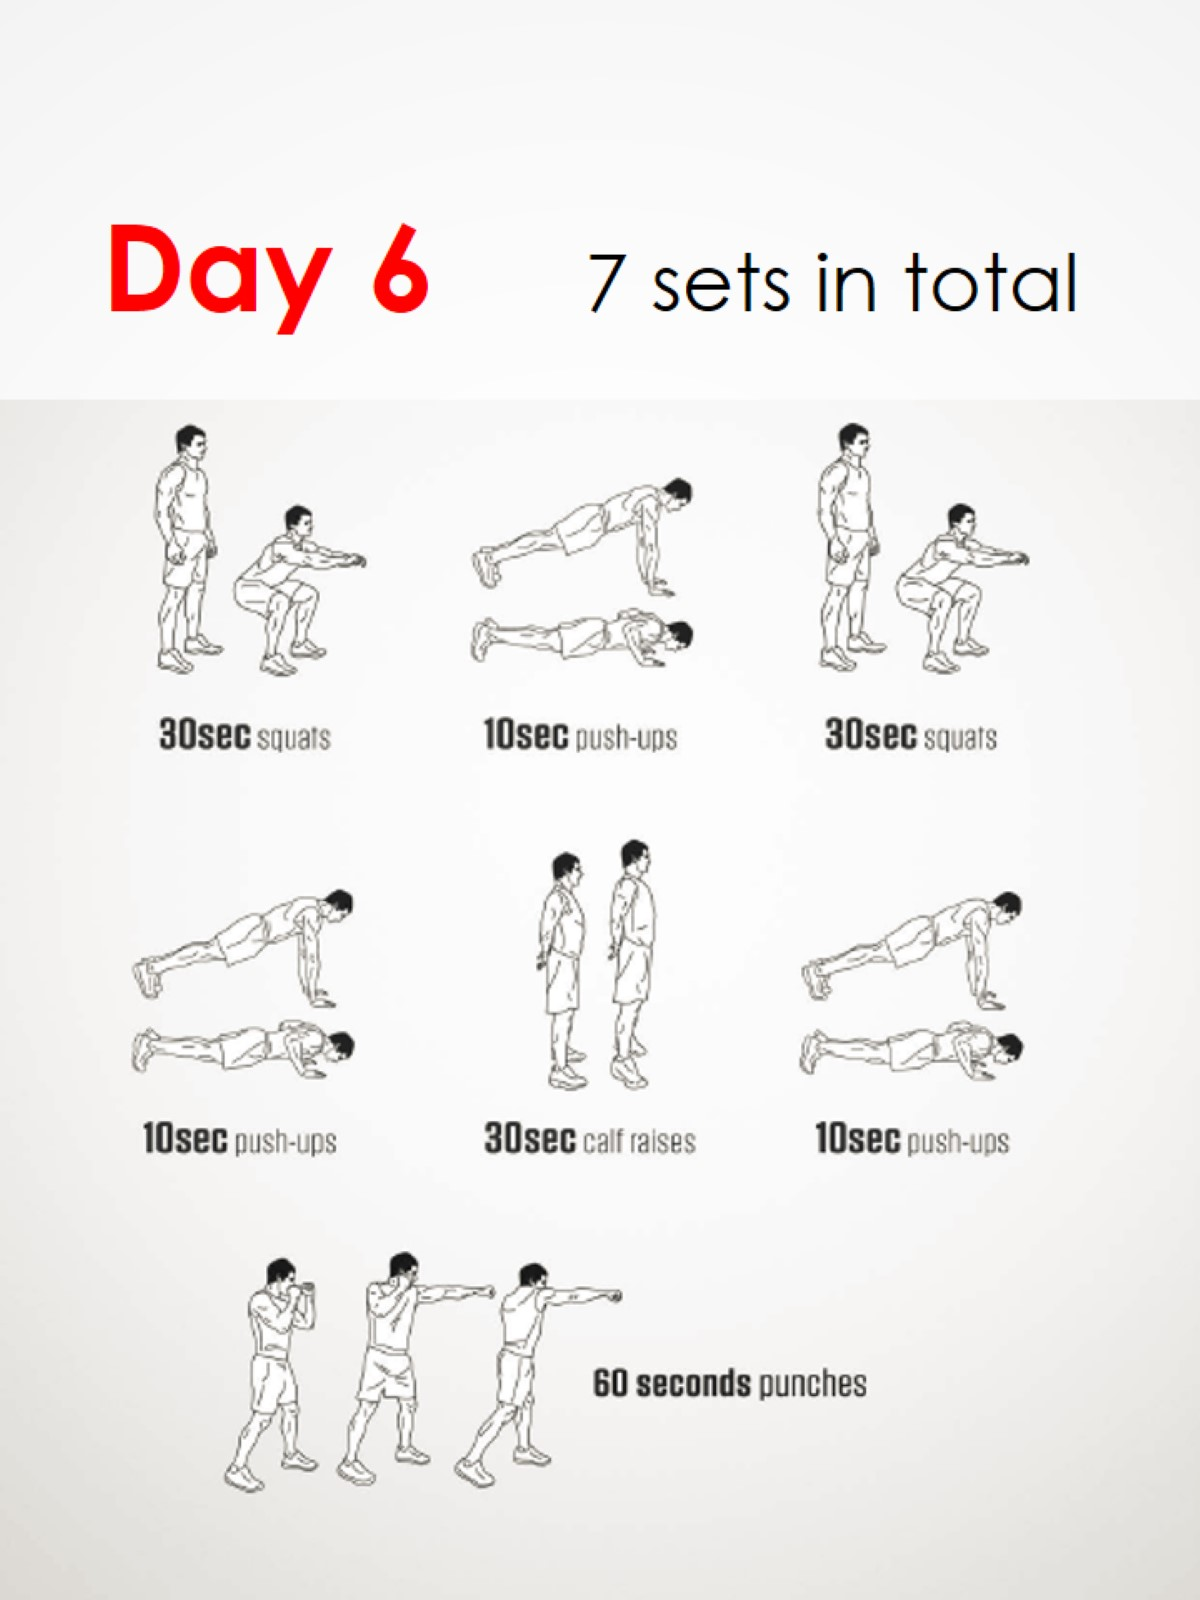 Day 6 7 sets in total
30sec squats
10sec push-ups
30sec squats
10sec push-ups
30sec calf raises
10sec push-ups
60 seconds punches